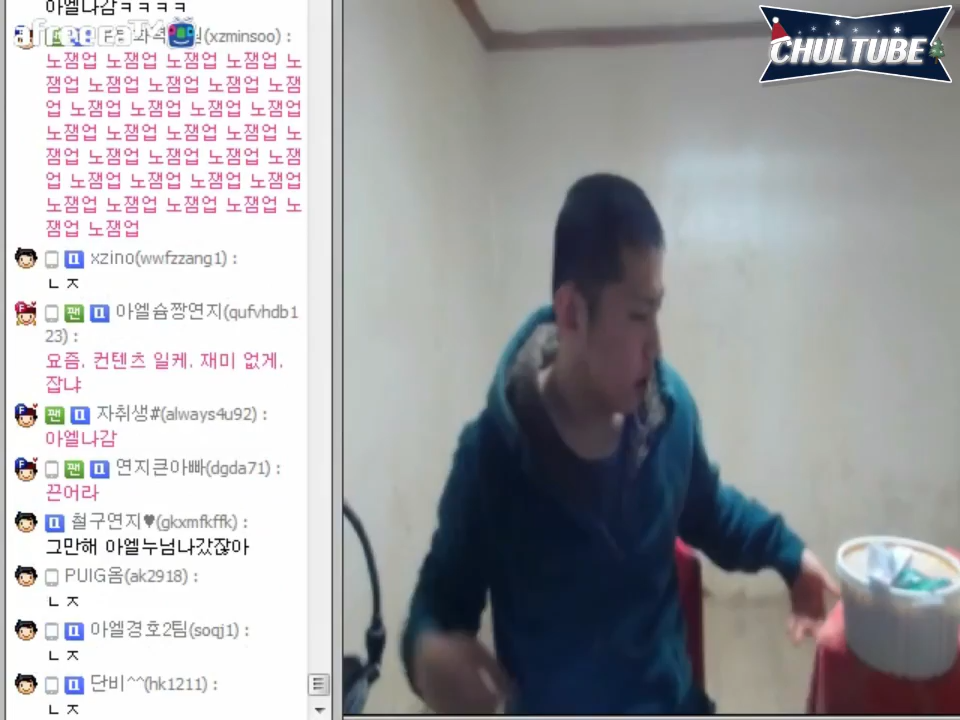 아엘나감ㅋㅋㅋㅋ
afreecaTV
(xzminsoo) :
노잼업 노잼업 노잼업 노잼업 노
잼업 노잼업 노잼업 노잼업 노잼
업 노잼업 노잼업 노잼업 노잼업
노잼업 노잼업 노잼업 노잼업 노
잼업 노잼업 노잼업 노잼업 노잼
업 노잼업 노잼업 노잼업 노잼업
노잼업 노잼업 노잼업 노잼업 노
잼업 노잼업
xzino(wwfzzang1) :
ㄴㅈ
팬 n 아엘슴짱연지(qufvhdb1
23) :
요즘. 컨텐츠 일케. 재미 없게.
잡냐
팬 n 자취생#(always4u92) :
아엘나감
팬 n 연지큰아빠(dgda71) :
끈어라
n 철구연지♥(gkxmfkffk) :
그만해 아엘누님나갔잖아
PUIG옴(ak2918) :
ㄴㅈ
n 아엘경호2팀(soqj1) :
ㄴㅈ
n 단비^^(hk1211) :
ㄴㅈ
CHULTUBE